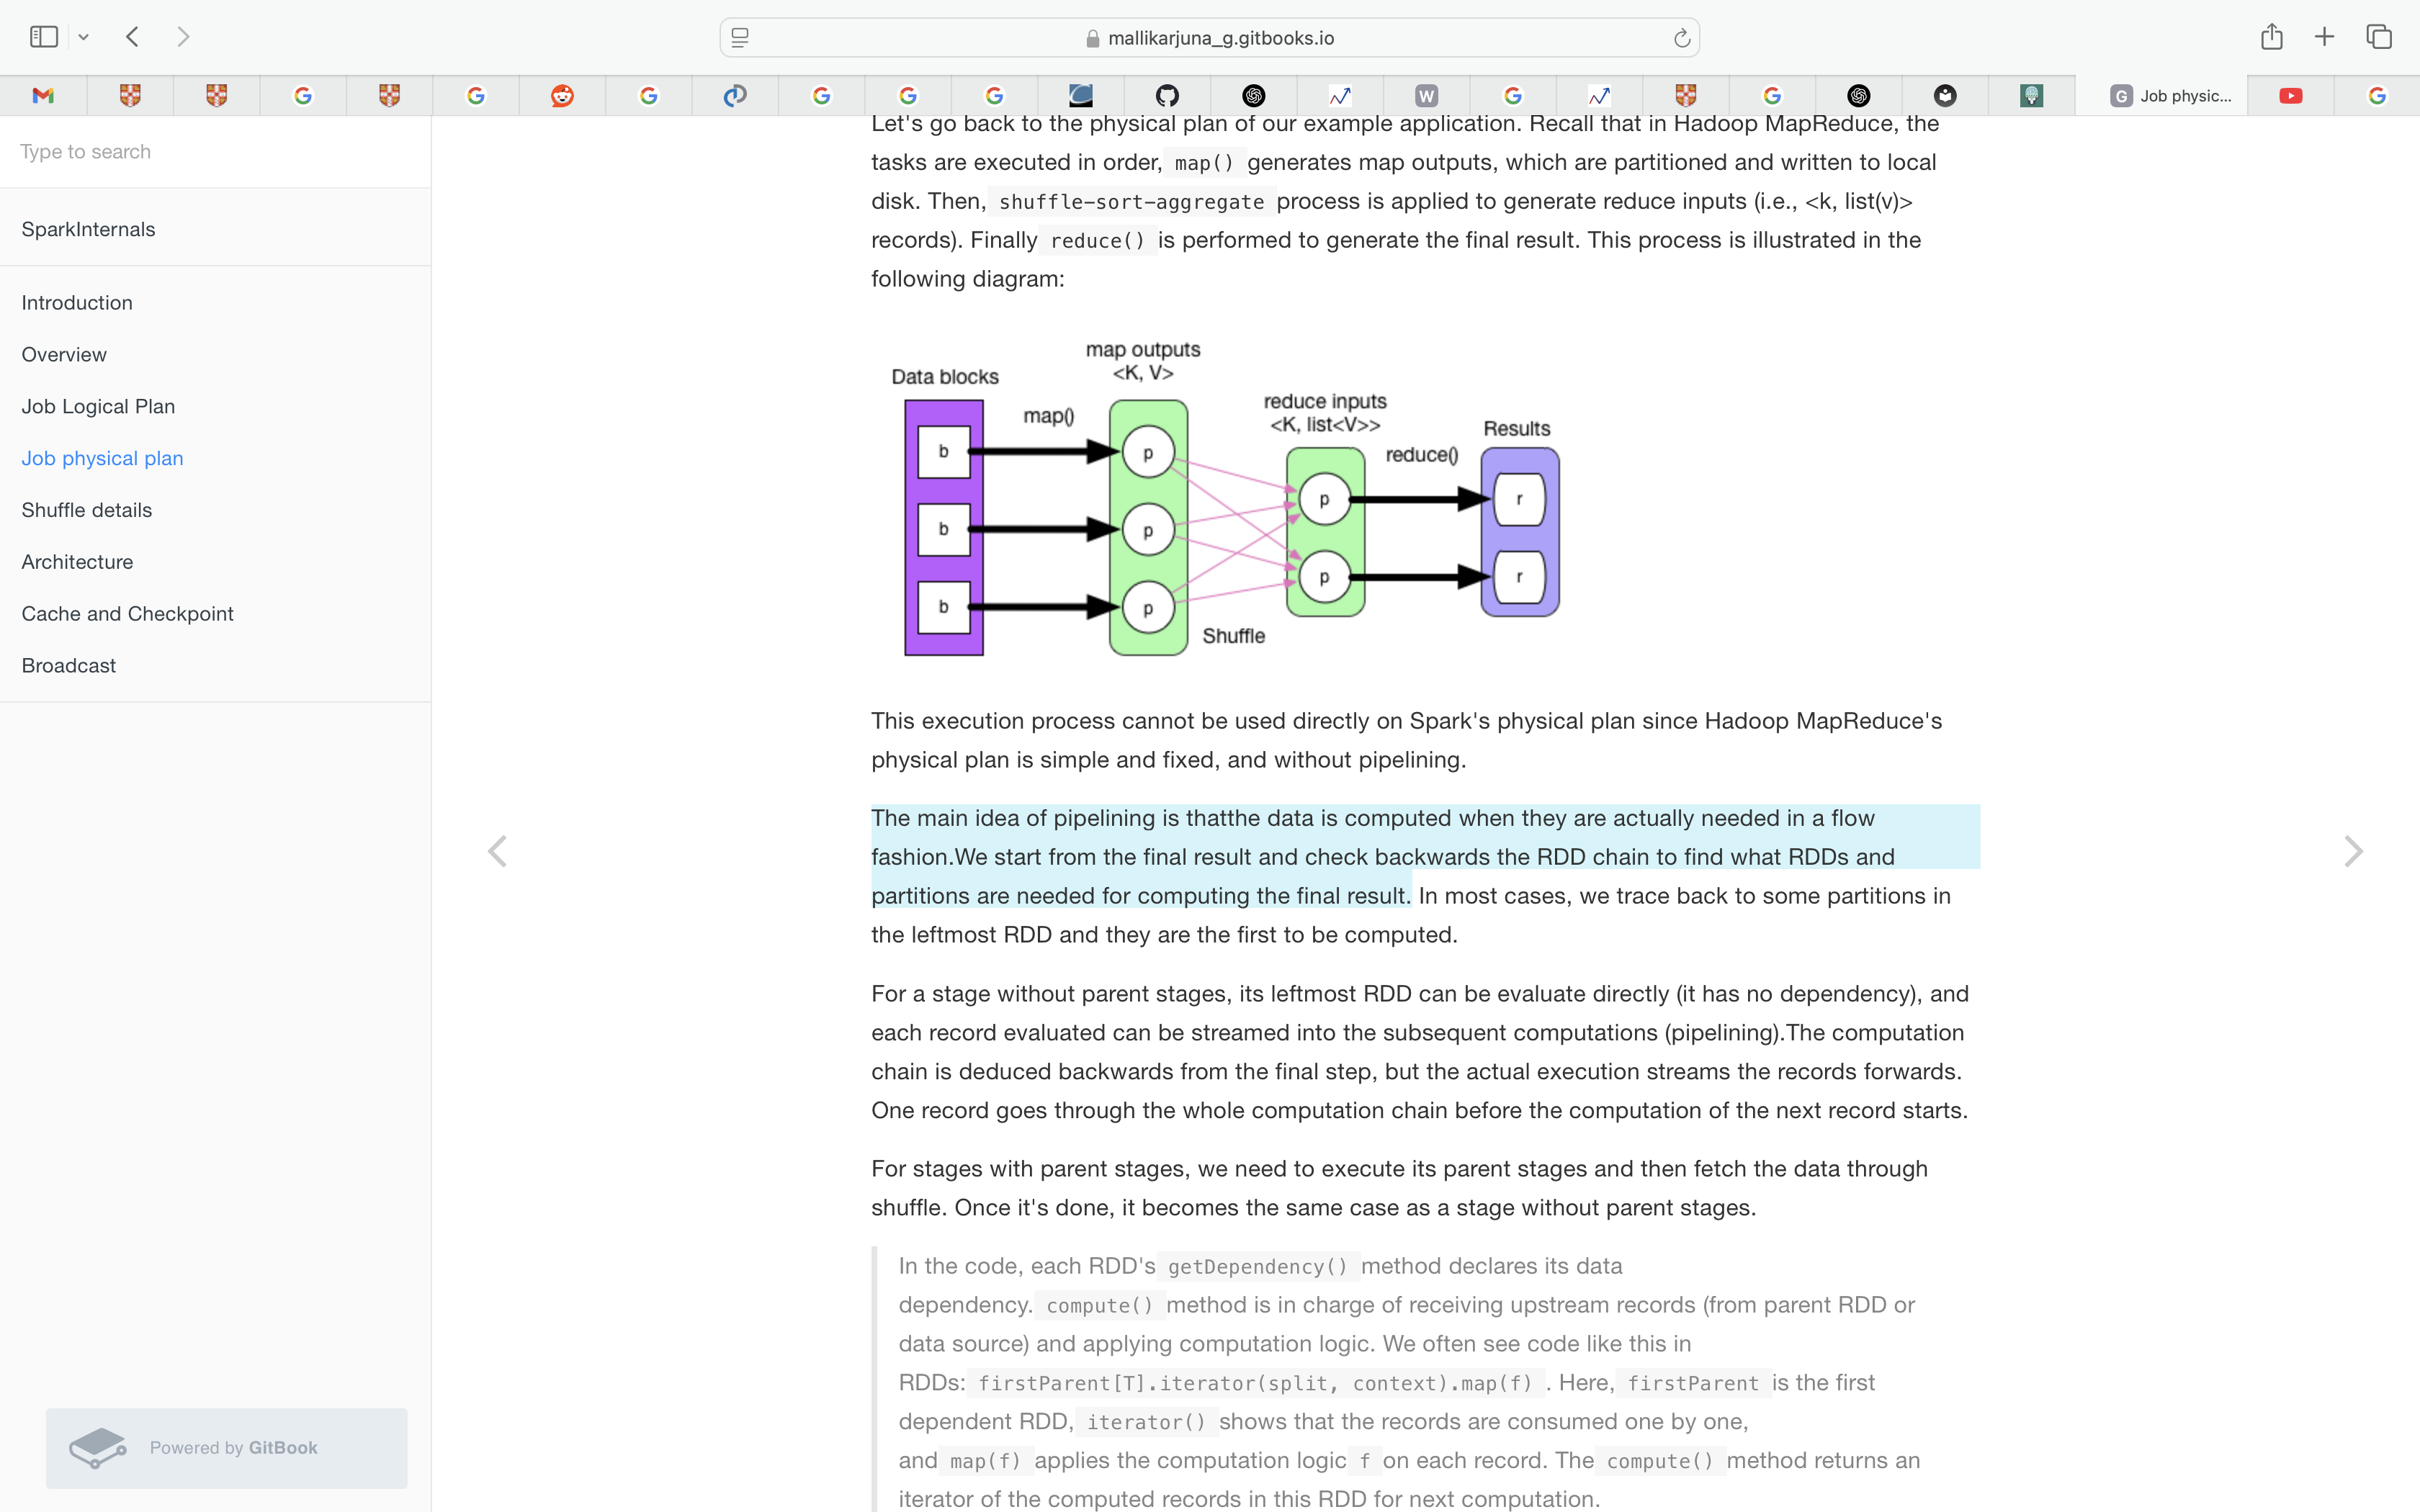 mallikarjuna_g.gitbooks.io
W
G Job physic...
Type to search
SparkInternals
Introduction
Overview
Job Logical Plan
Job physical plan
Shuffle details
Architecture
Cache and Checkpoint
Broadcast
Powered by GitBook
Let's go back to the physical plan of our example application. Recall that in Hadoop MapReduce, the
tasks are executed in order, map() generates map outputs, which are partitioned and written to local
disk. Then, shuffle-sort-aggregate process is applied to generate reduce inputs (i.e., <k, list(v)>
records). Finally reduce() is performed to generate the final result. This process is illustrated in the
following diagram:
Data blocks
map()
map outputs
<K, V>
reduce inputs
<K, list<V>>
reduce()
Results
b p
b p
b p
p r
p r
Shuffle
This execution process cannot be used directly on Spark's physical plan since Hadoop MapReduce's
physical plan is simple and fixed, and without pipelining.
The main idea of pipelining is thatthe data is computed when they are actually needed in a flow
fashion.We start from the final result and check backwards the RDD chain to find what RDDs and
partitions are needed for computing the final result. In most cases, we trace back to some partitions in
the leftmost RDD and they are the first to be computed.
For a stage without parent stages, its leftmost RDD can be evaluate directly (it has no dependency), and
each record evaluated can be streamed into the subsequent computations (pipelining).The computation
chain is deduced backwards from the final step, but the actual execution streams the records forwards.
One record goes through the whole computation chain before the computation of the next record starts.
For stages with parent stages, we need to execute its parent stages and then fetch the data through
shuffle. Once it's done, it becomes the same case as a stage without parent stages.
In the code, each RDD's getDependency() method declares its data
dependency. compute() method is in charge of receiving upstream records (from parent RDD or
data source) and applying computation logic. We often see code like this in
RDDs: firstParent[T].iterator(split, context).map(f) . Here, firstParent is the first
dependent RDD, iterator() shows that the records are consumed one by one,
and map(f) applies the computation logic f on each record. The compute() method returns an
iterator of the computed records in this RDD for next computation.